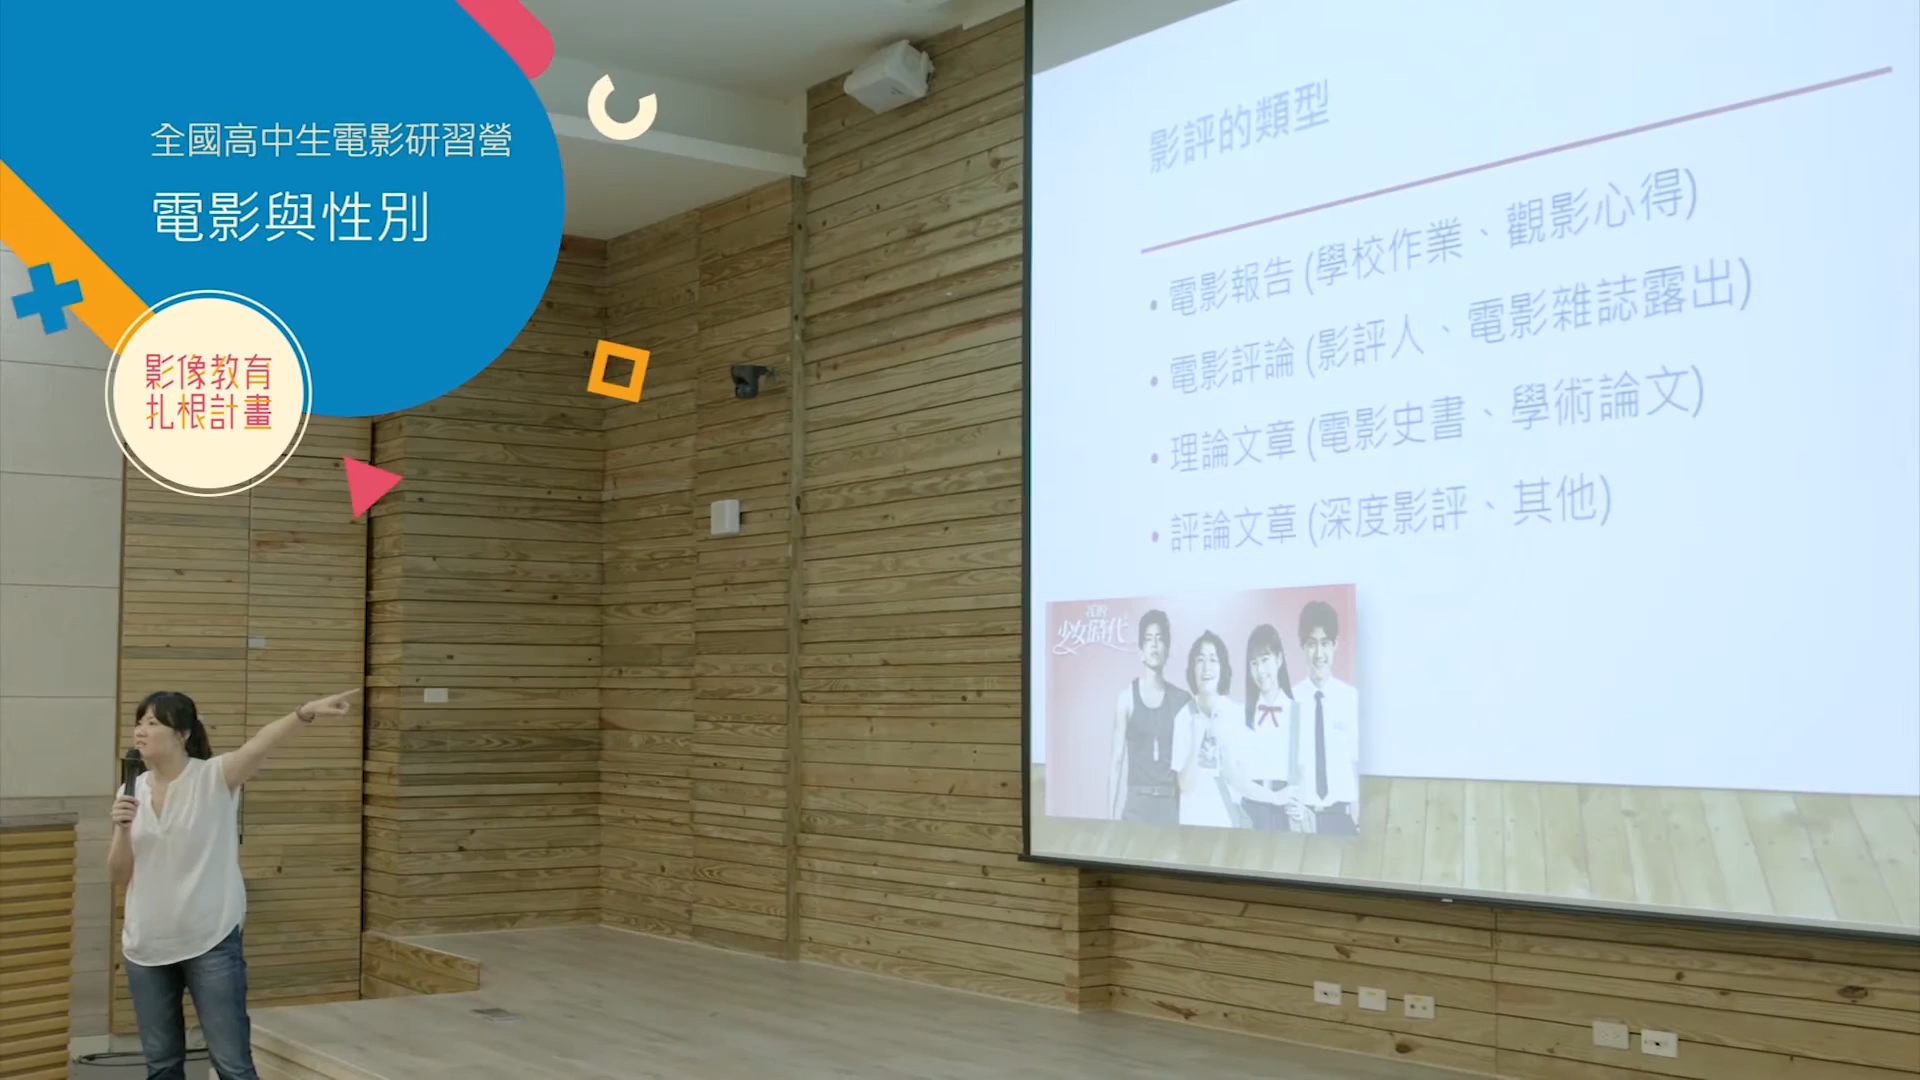 全國高中生電影研習營
電影與性別
影像教育
扎根計畫
影評的類型
• 電影報告 (學校作業、觀影心得)
• 電影評論 (影評人、電影雜誌露出)
• 理論文章 (電影史書、學術論文)
• 評論文章 (深度影評、其他)
我的
少女時代